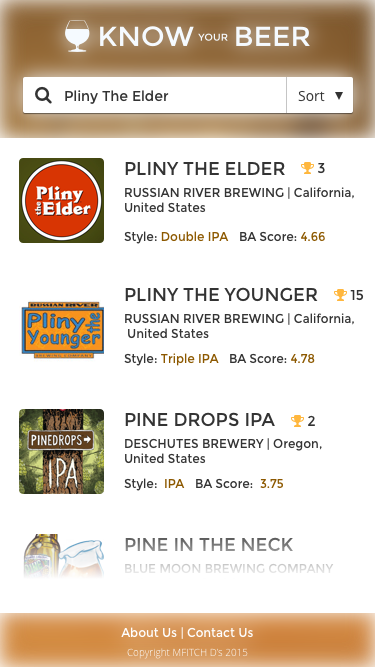 KNOW YOUR BEER
Pliny The Elder
Sort ▼
Pliny
the
Elder
PLINY THE ELDER 3
RUSSIAN RIVER BREWING | California,
United States
Style: Double IPA BA Score: 4.66
RUSSIAN RIVER
Pliny the
Younger
BREWING COMPANY
PLINY THE YOUNGER 15
RUSSIAN RIVER BREWING | California,
United States
Style: Triple IPA BA Score: 4.78
PINEDROPS
IPA
PINE DROPS IPA 2
DESCHUTES BREWERY | Oregon,
United States
Style: IPA BA Score: 3.75
PINE IN THE NECK
BLUE MOON BREWING COMPANY
About Us | Contact Us
Copyright MFITCH D's 2015